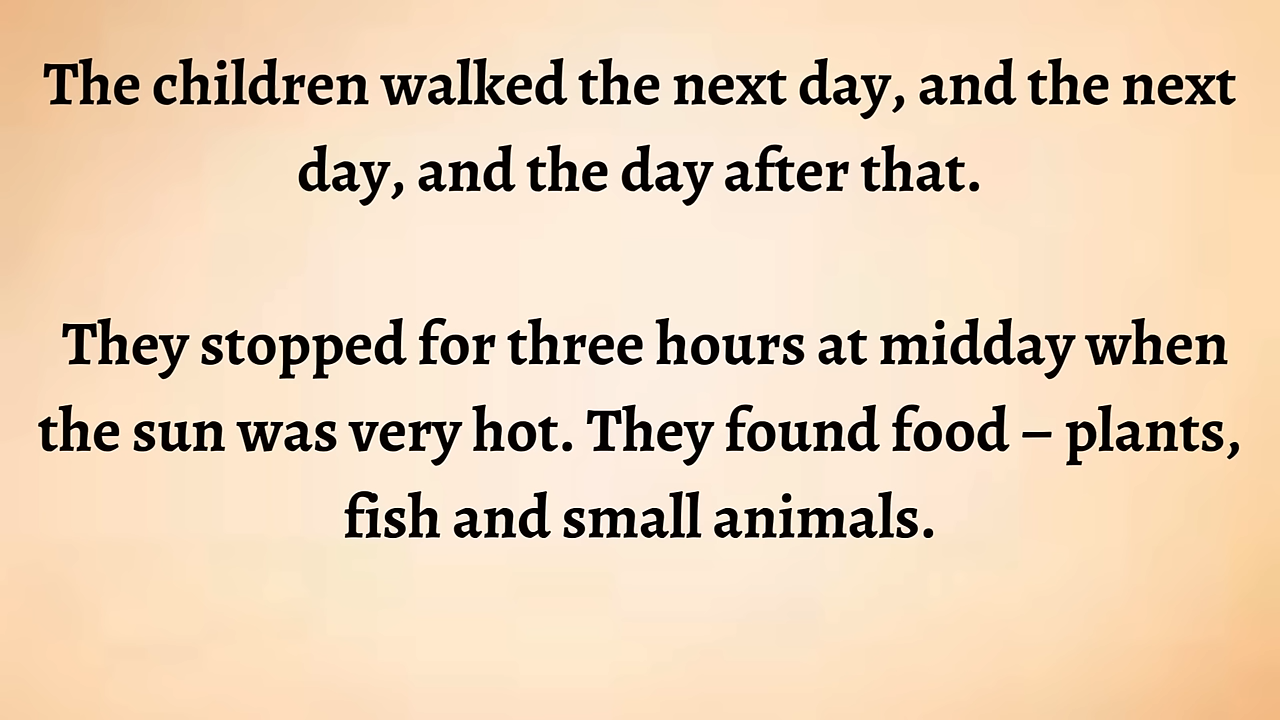 The children walked the next day, and the next
day, and the day after that.
They stopped for three hours at midday when
the sun was very hot. They found food – plants,
fish and small animals.